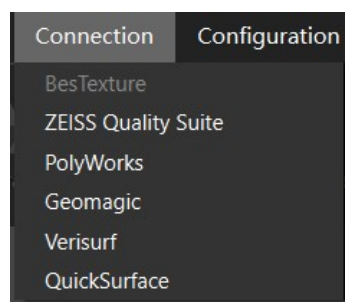 Connection Configuration
BesTexture
ZEISS Quality Suite
PolyWorks
Geomagic
Verisurf
QuickSurface